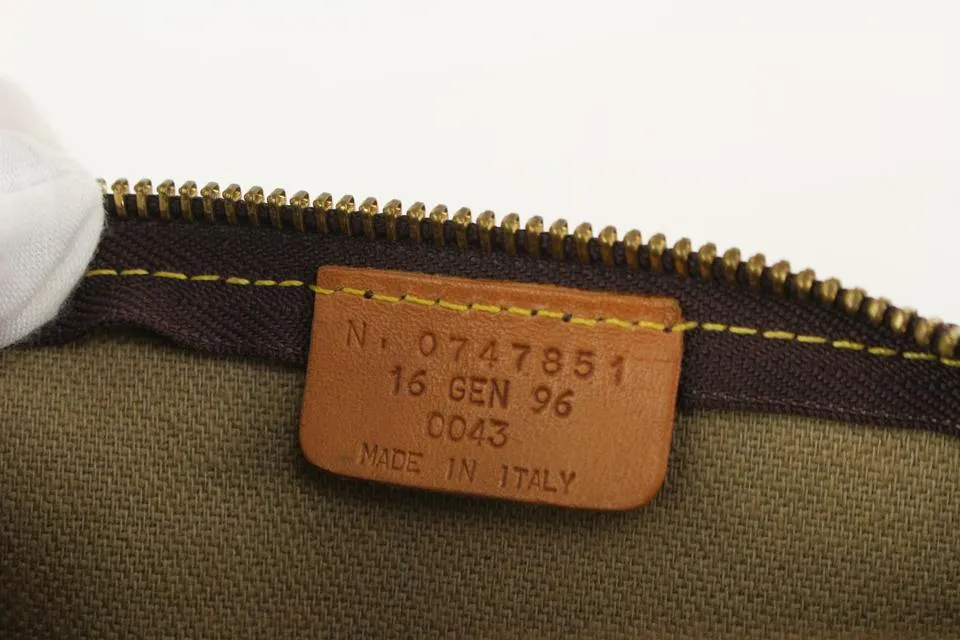 N. 0747851
16 GEN 96
0043
MADE IN ITALY